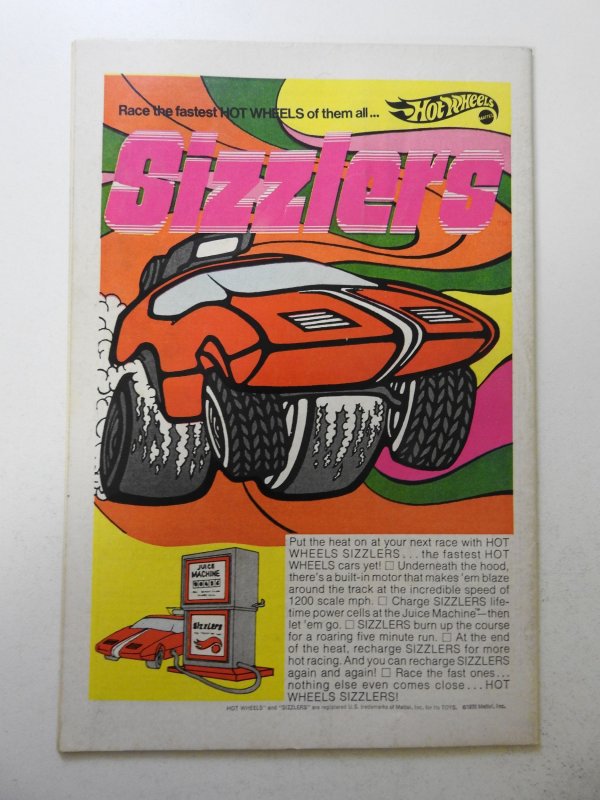 Race the fastest HOT WHEELS of them all...
HOT WHEELS
MATTEL
Sizzlers
Put the heat on at your next race with HOT
WHEELS SIZZLERS... the fastest HOT
WHEELS cars yet! □ Underneath the hood,
there's a built-in motor that makes 'em blaze
around the track at the incredible speed of
1200 scale mph. □ Charge SIZZLERS life-
time power cells at the Juice Machine™—then
let 'em go. □ SIZZLERS burn up the course
for a roaring five minute run. □ At the end
of the heat, recharge SIZZLERS for more
hot racing. And you can recharge SIZZLERS
again and again! □ Race the fast ones...
nothing else even comes close... HOT
WHEELS SIZZLERS!
JUICE
MACHINE
Sizzlers
HOT WHEELS® and "SIZZLERS" are registered U.S. trademarks of Mattel, Inc. for its TOYS.